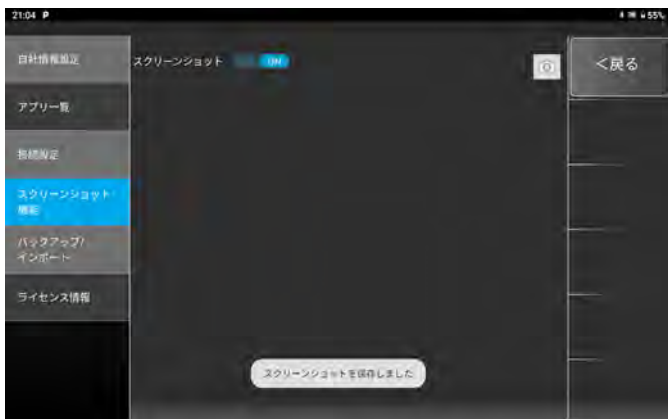 21:04 P
55%
自社情報設定
スクリーンショット ON
<戻る
アプリ一覧
接続設定
スクリーンショット
機能
バックアップ/
インポート
ライセンス情報
スクリーンショットを保存しました